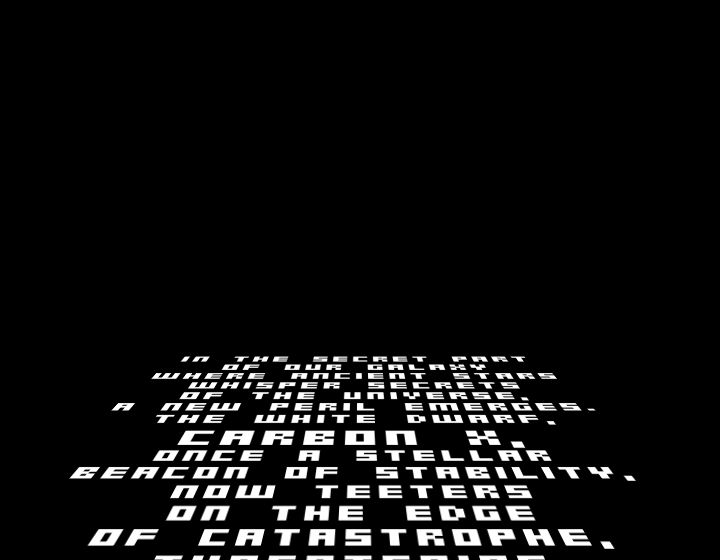 IN THE SECRET PART
OF OUR GALAXY
WHERE ANCIENT STARS
WHISPER SECRETS
OF THE UNIVERSE.
A NEW PERIL EMERGES.
THE WHITE DWARF.
CARBON X.
ONCE A STELLAR
BEACON OF STABILITY.
NOW TEETERS
ON THE EDGE
OF CATASTROPHE.